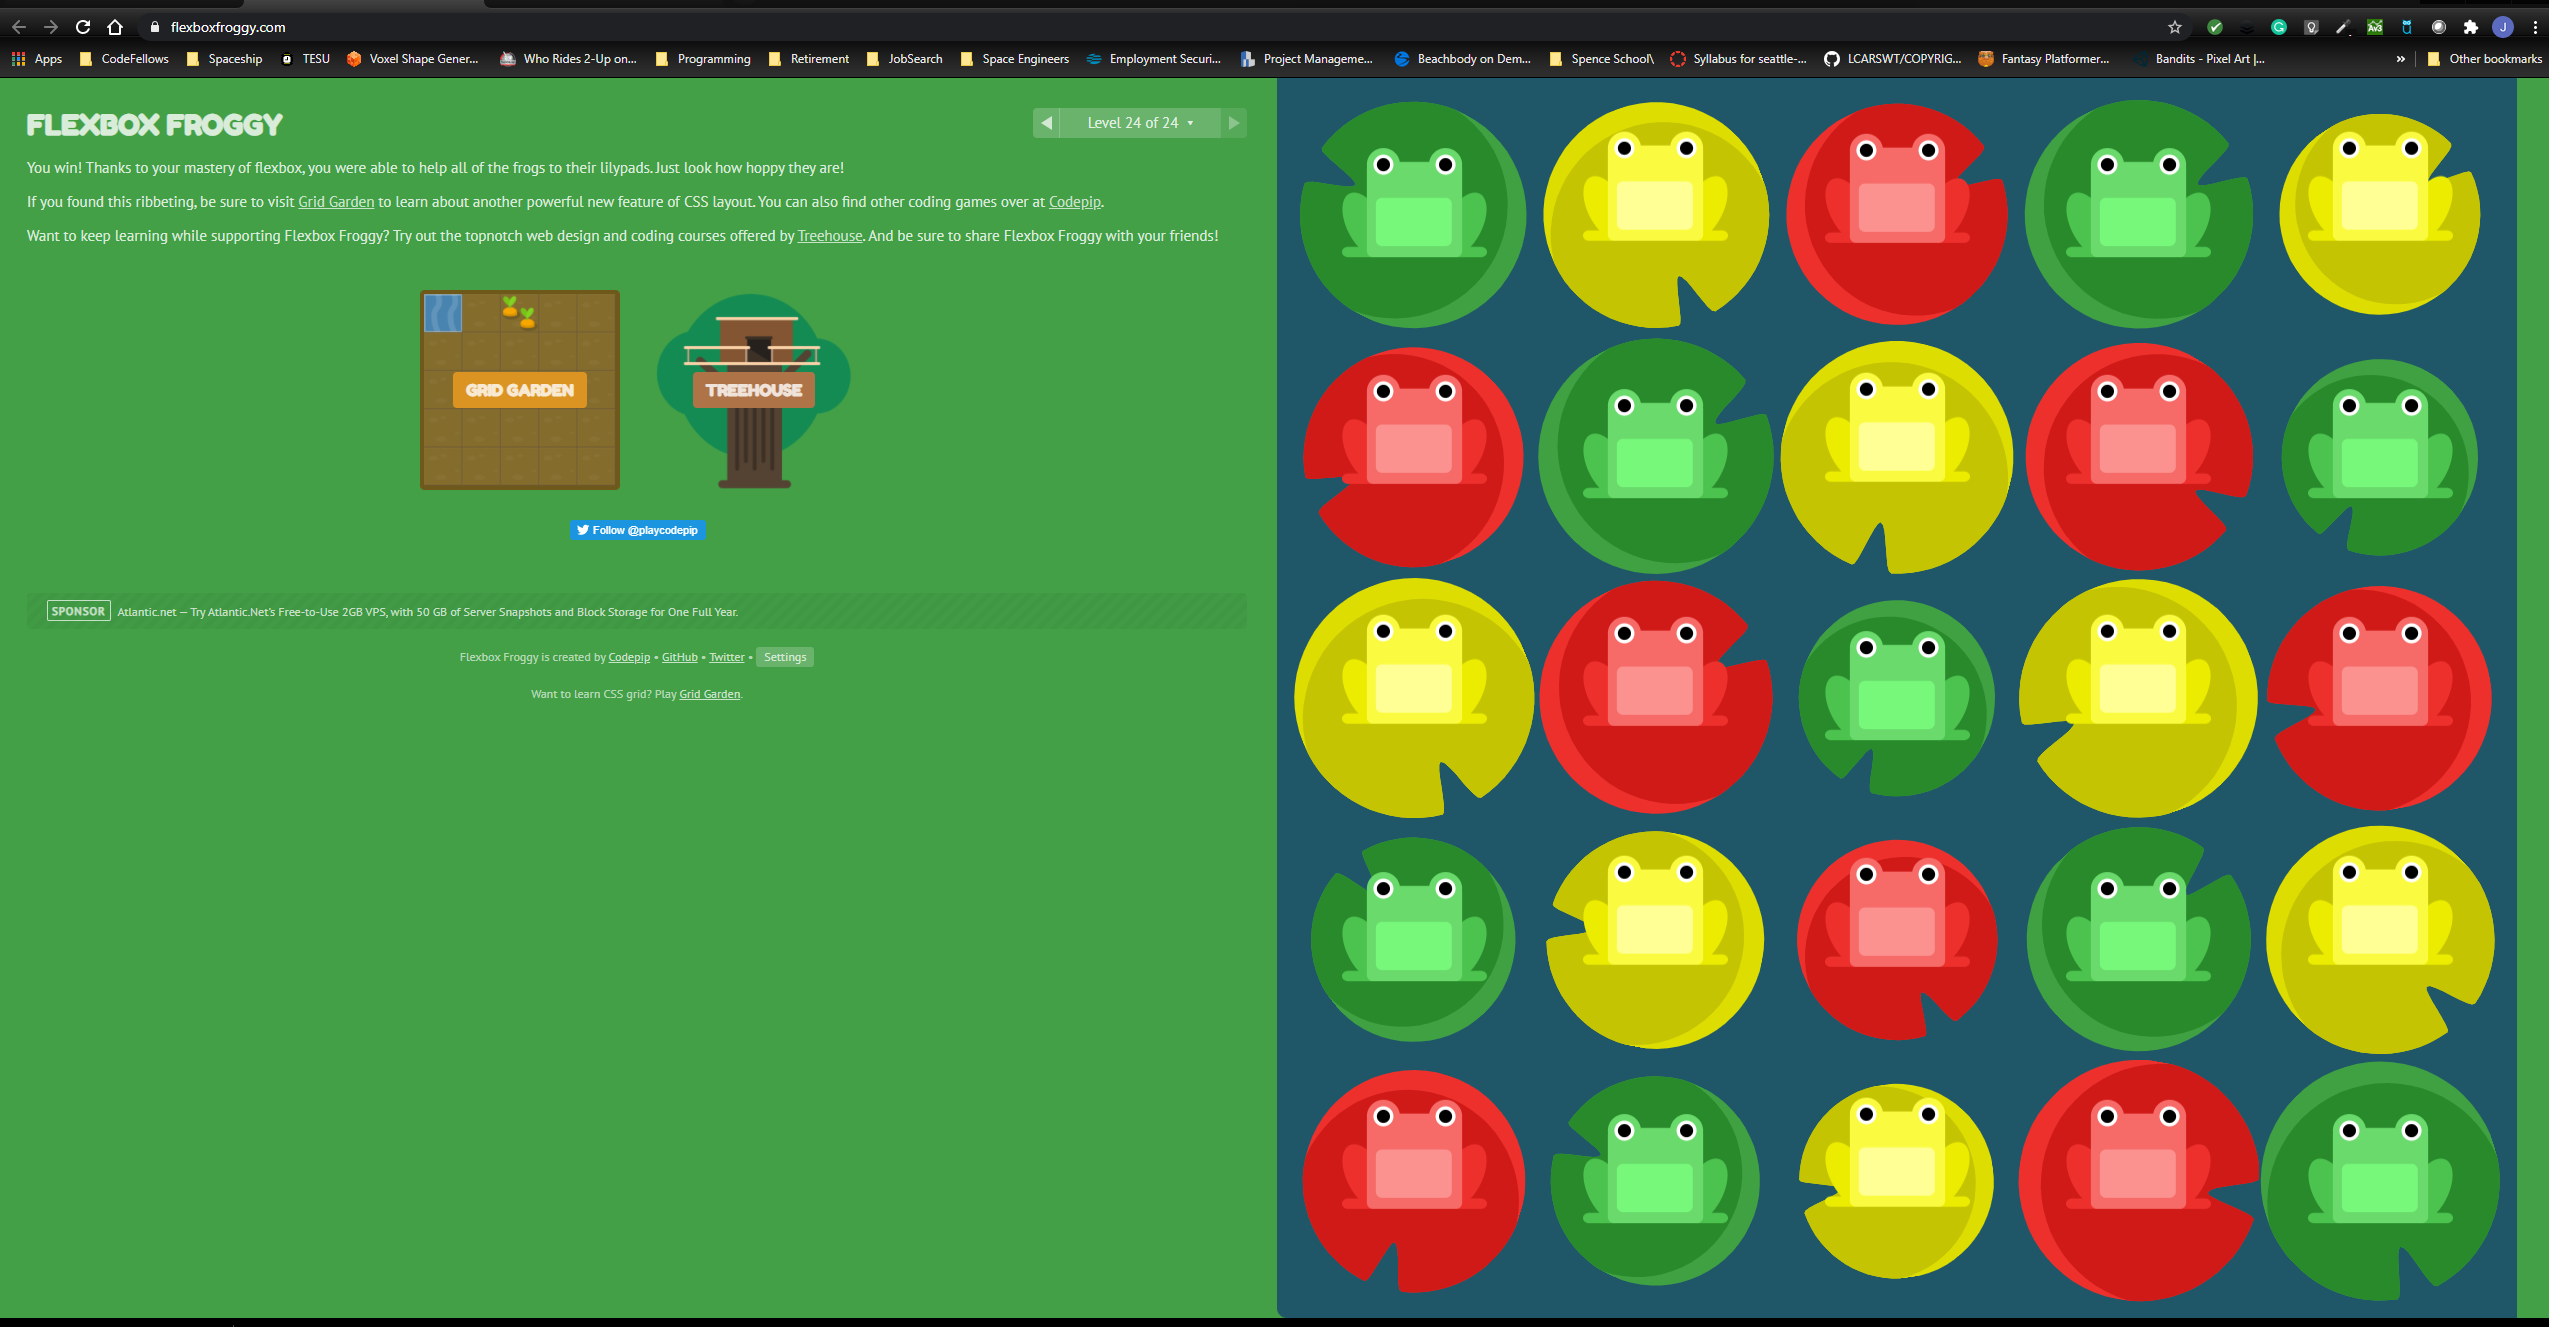 flexboxfroggy.com
Apps CodeFellows Spaceship TESU Voxel Shape Gener... Who Rides 2-Up on... Programming Retirement JobSearch Space Engineers Employment Securi... Project Manageme... Beachbody on Dem... Spence School\ Syllabus for seattle-... LCARSWT/COPYRIG... Fantasy Platformer... Bandits - Pixel Art |... » Other bookmarks
FLEXBOX FROGGY
Level 24 of 24
You win! Thanks to your mastery of flexbox, you were able to help all of the frogs to their lilypads. Just look how hoppy they are!
If you found this ribbeting, be sure to visit Grid Garden to learn about another powerful new feature of CSS layout. You can also find other coding games over at Codepip.
Want to keep learning while supporting Flexbox Froggy? Try out the topnotch web design and coding courses offered by Treehouse. And be sure to share Flexbox Froggy with your friends!
GRID GARDEN TREEHOUSE
Follow @playcodepip
SPONSOR Atlantic.net — Try Atlantic.Net's Free-to-Use 2GB VPS, with 50 GB of Server Snapshots and Block Storage for One Full Year.
Flexbox Froggy is created by Codepip • GitHub • Twitter • Settings
Want to learn CSS grid? Play Grid Garden.